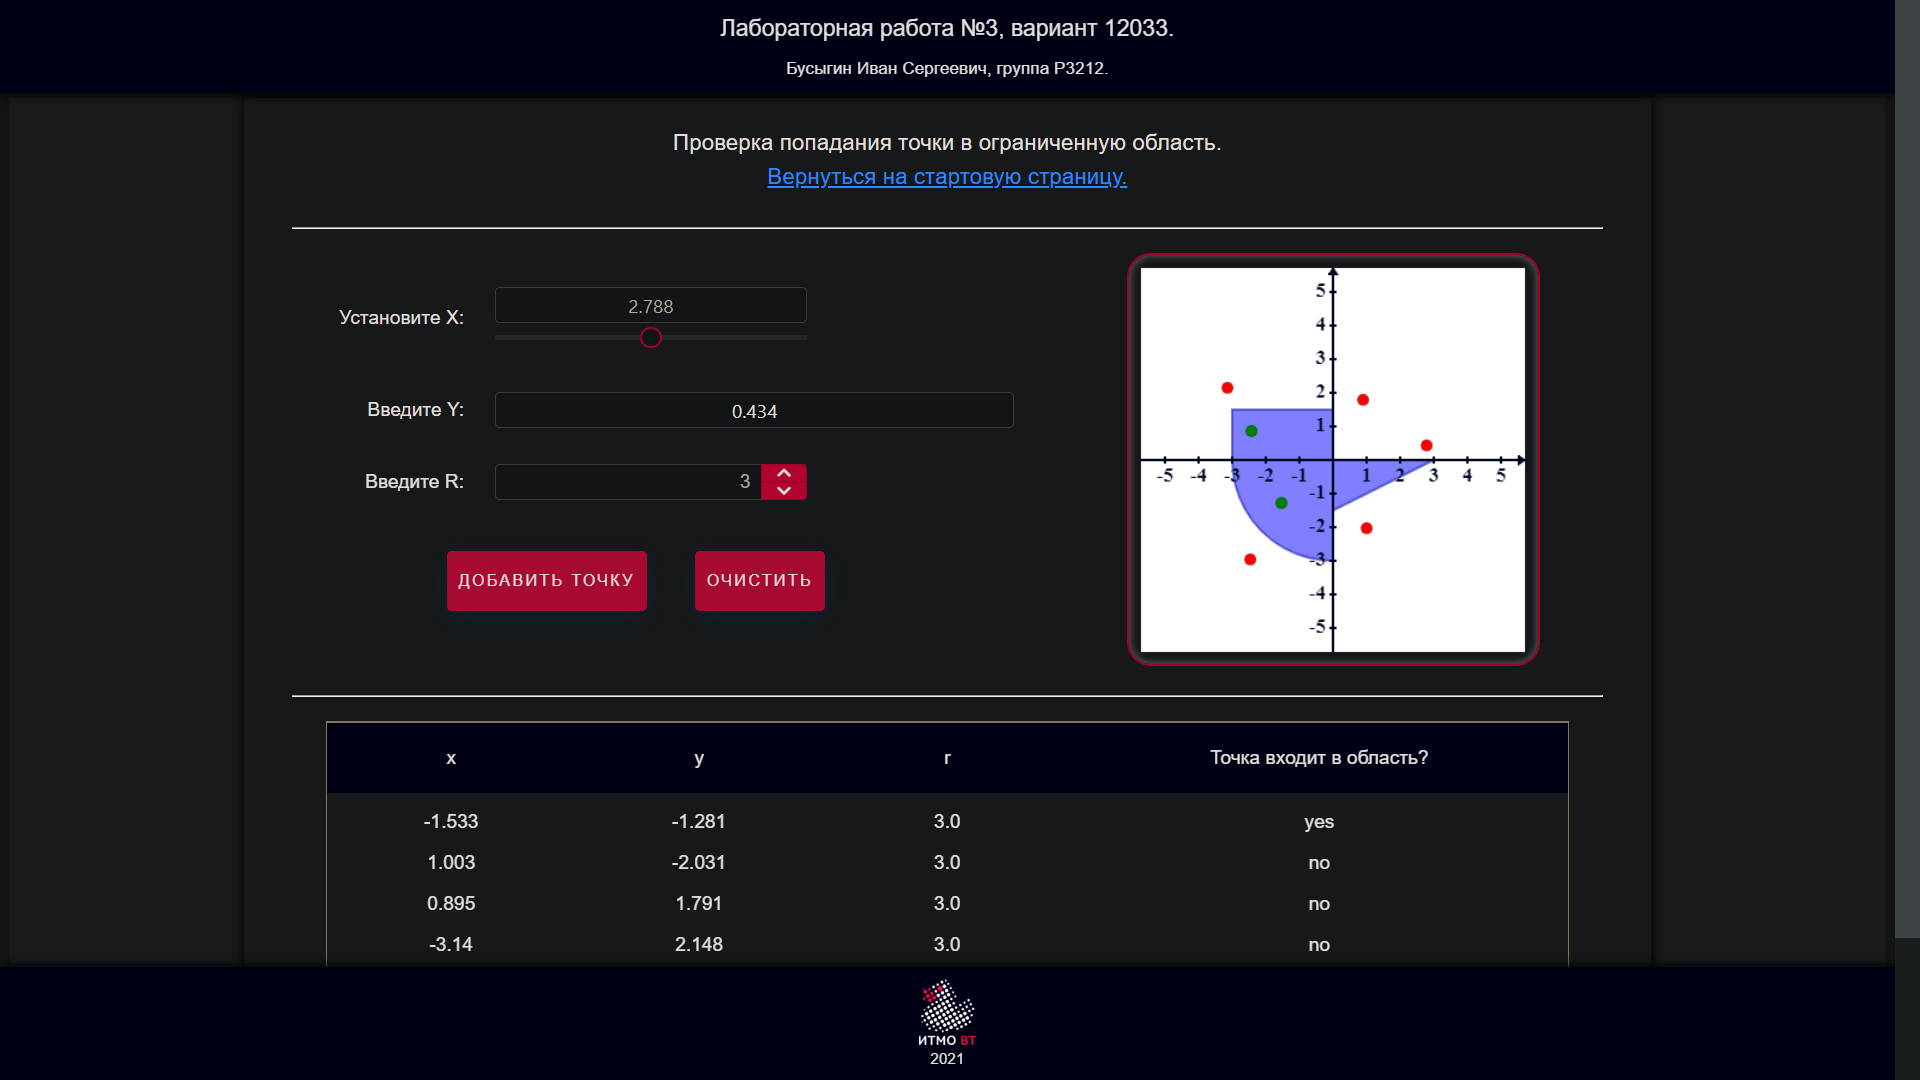 Лабораторная работа №3, вариант 12033.
Бусыгин Иван Сергеевич, группа P3212.
Проверка попадания точки в ограниченную область.
Вернуться на стартовую страницу.
Установите X:
2.788
Введите Y:
0.434
Введите R:
3
ДОБАВИТЬ ТОЧКУ
ОЧИСТИТЬ
5
4
3
2
1
-5 -4 -3 -2 -1 1 2 3 4 5
-1
-2
-3
-4
-5
x y r Точка входит в область?
-1.533 -1.281 3.0 yes
1.003 -2.031 3.0 no
0.895 1.791 3.0 no
-3.14 2.148 3.0 no
ИТМО ВТ
2021